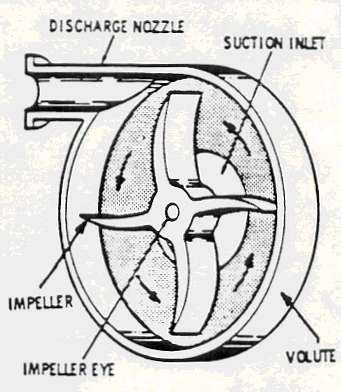 DISCHARGE NOZZLE
SUCTION INLET
IMPELLER
IMPELLER EYE
VOLUTE